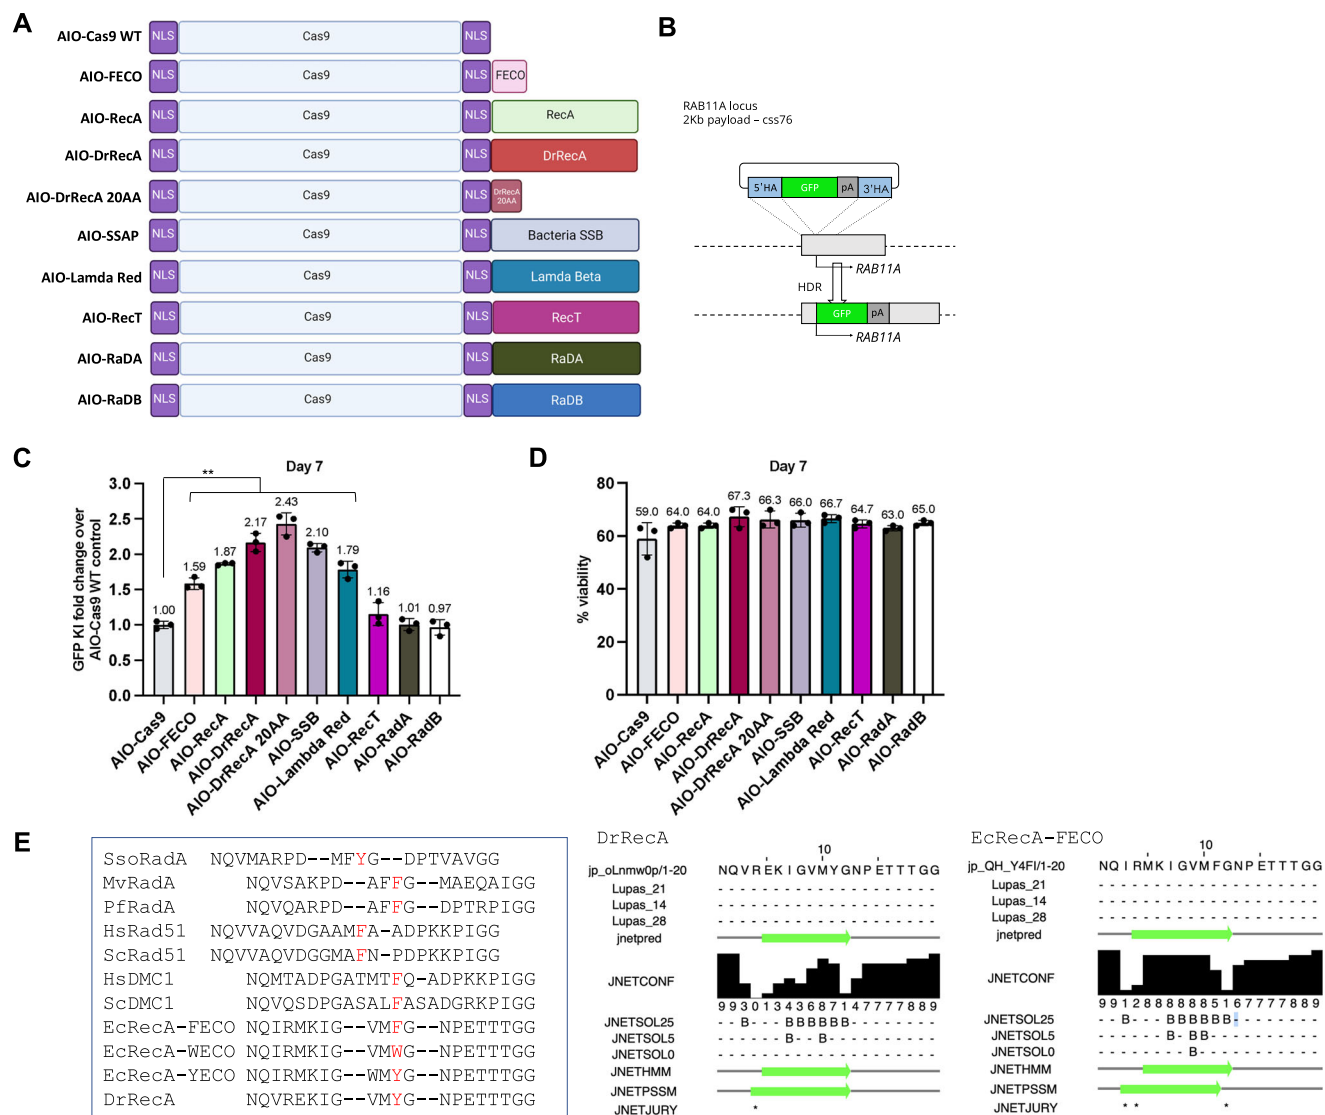 A
AIO-Cas9 WT NLS Cas9 NLS
AIO-FECO NLS Cas9 NLS FECO
AIO-RecA NLS Cas9 NLS RecA
AIO-DrRecA NLS Cas9 NLS DrRecA
AIO-DrRecA 20AA NLS Cas9 NLS DrRecA 20AA
AIO-SSAP NLS Cas9 NLS Bacteria SSB
AIO-Lamda Red NLS Cas9 NLS Lamda Beta
AIO-RecT NLS Cas9 NLS RecT
AIO-RaDA NLS Cas9 NLS RaDA
AIO-RaDB NLS Cas9 NLS RaDB
B
RAB11A locus
2Kb payload – css76
5'HA GFP pA 3'HA
RAB11A
HDR
GFP pA
RAB11A
C
Day 7
**
GFP KI fold change over
AIO-Cas9 WT control
3.0
2.5
2.0
1.5
1.0
0.5
0.0
1.00 1.59 1.87 2.17 2.43 2.10 1.79 1.16 1.01 0.97
AIO-Cas9
AIO-FECO
AIO-RecA
AIO-DrRecA
AIO-DrRecA 20AA
AIO-SSB
AIO-Lambda Red
AIO-RecT
AIO-RadA
AIO-RadB
D
Day 7
% viability
80
60
40
20
0
59.0 64.0 64.0 67.3 66.3 66.0 66.7 64.7 63.0 65.0
AIO-Cas9
AIO-FECO
AIO-RecA
AIO-DrRecA
AIO-DrRecA 20AA
AIO-SSB
AIO-Lambda Red
AIO-RecT
AIO-RadA
AIO-RadB
E
SsoRadA NQVMARPD--MFYG--DPTVAVGG
MvRadA NQVSAKPD--AFFG--MAEQAIGG
PfRadA NQVQARPD--AFFG--DPTRPIGG
HsRad51 NQVVAQVDGAAMFA-ADPKKPIGG
ScRad51 NQVVAQVDGGMAFN-PDPKKPIGG
HsDMC1 NQMTADPGATMTFQ-ADPKKPIGG
ScDMC1 NQVQSDPGASALFASADGRKPIGG
EcRecA-FECO NQIRMKIG--VMFG--NPETTTGG
EcRecA-WECO NQIRMKIG--VMWG--NPETTTGG
EcRecA-YECO NQIRMKIG--WMYG--NPETTTGG
DrRecA NQVREKIG--VMYG--NPETTTGG
DrRecA
10
jp_oLnmw0p/1-20 NQVREKIGVMYGNPETTTGG
Lupas_21 --------------------
Lupas_14 --------------------
Lupas_28 --------------------
jnetpred
JNETCONF
99303134686147777889
JNETSOL25 --B---BBBBBB--------
JNETSOL5 ------B--B----------
JNETSOL0 --------------------
JNETHMM
JNETPSSM
JNETJURY *
EcRecA-FECO
10
jp_QH_Y4FI/1-20 NQIRMKIGVMFGNPETTTGG
Lupas_21 --------------------
Lupas_14 --------------------
Lupas_28 --------------------
jnetpred
JNETCONF
99128888885167777889
JNETSOL25 --B---BBBBBB--------
JNETSOL5 ------B-BB----------
JNETSOL0 --------B-----------
JNETHMM
JNETPSSM
JNETJURY * * *